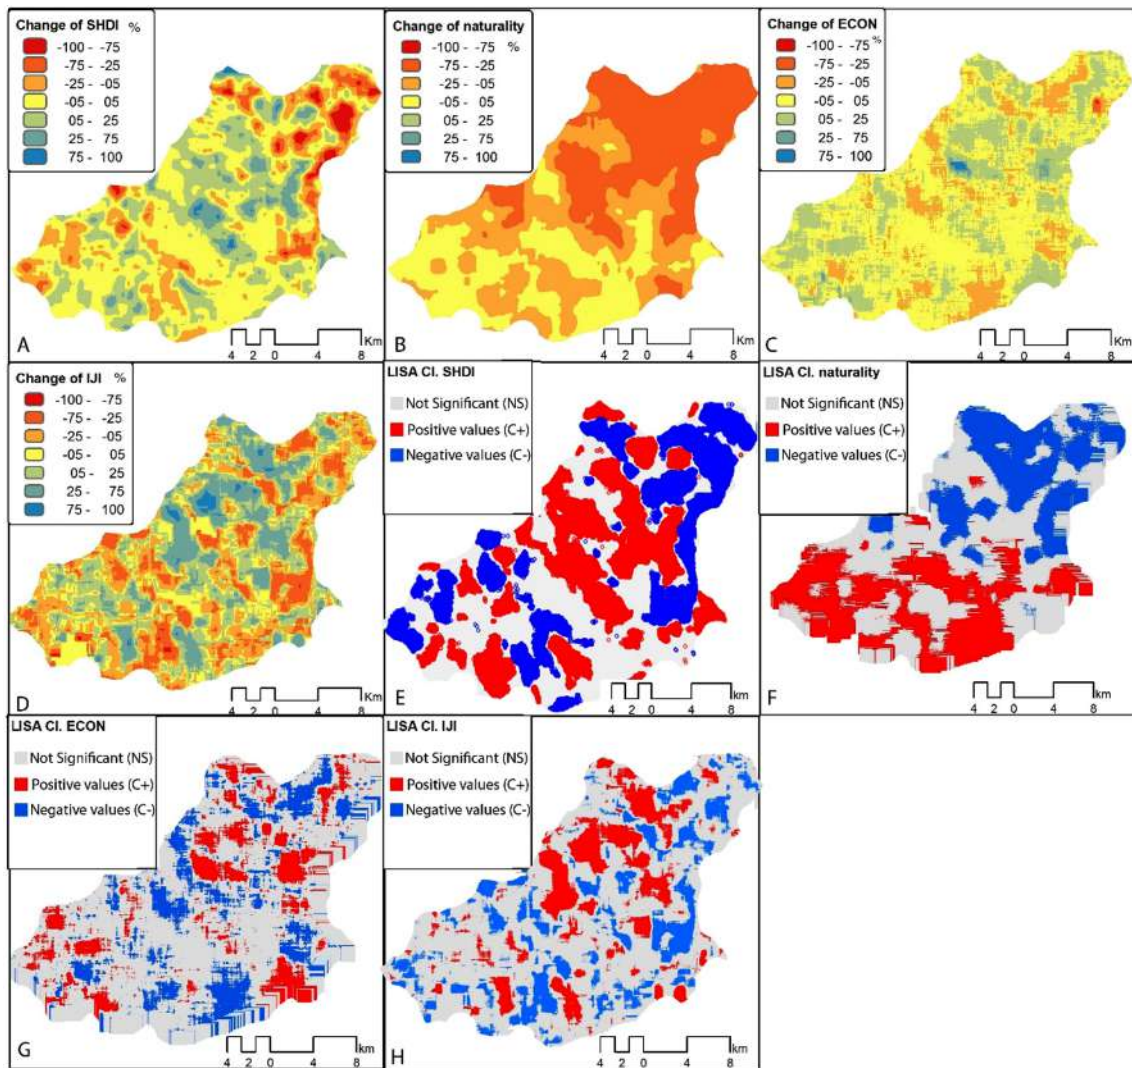 Change of SHDI %
-100 - -75
-75 - -25
-25 - -05
-05 - 05
05 - 25
25 - 75
75 - 100
A
4 2 0 4 8
Km
Change of naturality
-100 - -75 %
-75 - -25
-25 - -05
-05 - 05
05 - 25
25 - 75
75 - 100
B
4 2 0 4 8
Km
Change of ECON
-100 - -75 %
-75 - -25
-25 - -05
-05 - 05
05 - 25
25 - 75
75 - 100
C
4 2 0 4 8
Km
Change of IJI %
-100 - -75
-75 - -25
-25 - -05
-05 - 05
05 - 25
25 - 75
75 - 100
D
4 2 0 4 8
Km
LISA Cl. SHDI
Not Significant (NS)
Positive values (C+)
Negative values (C-)
E
4 2 0 4 8
km
LISA Cl. naturality
Not Significant (NS)
Positive values (C+)
Negative values (C-)
F
4 2 0 4 8
km
LISA Cl. ECON
Not Significant (NS)
Positive values (C+)
Negative values (C-)
G
4 2 0 4 8
km
LISA Cl. IJI
Not Significant (NS)
Positive values (C+)
Negative values (C-)
H
4 2 0 4 8
km